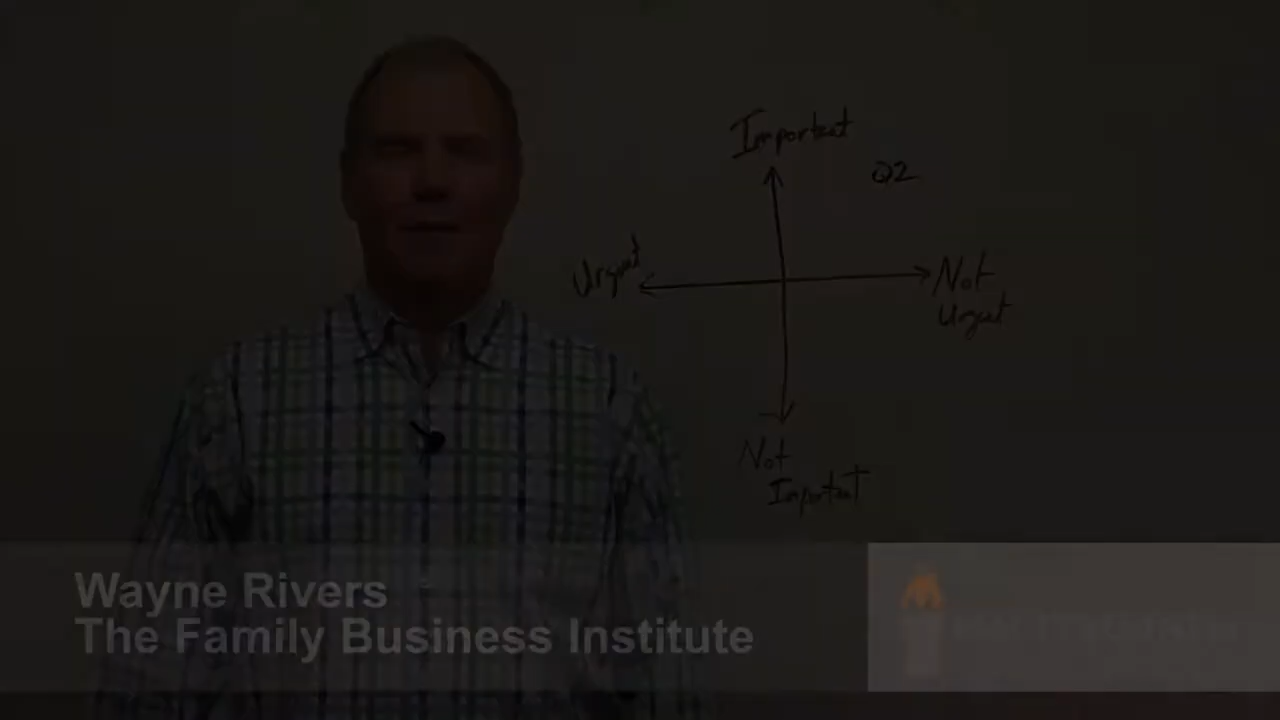 Important
Q2
Urgent
Not
Urgent
Not
Important
Wayne Rivers
The Family Business Institute